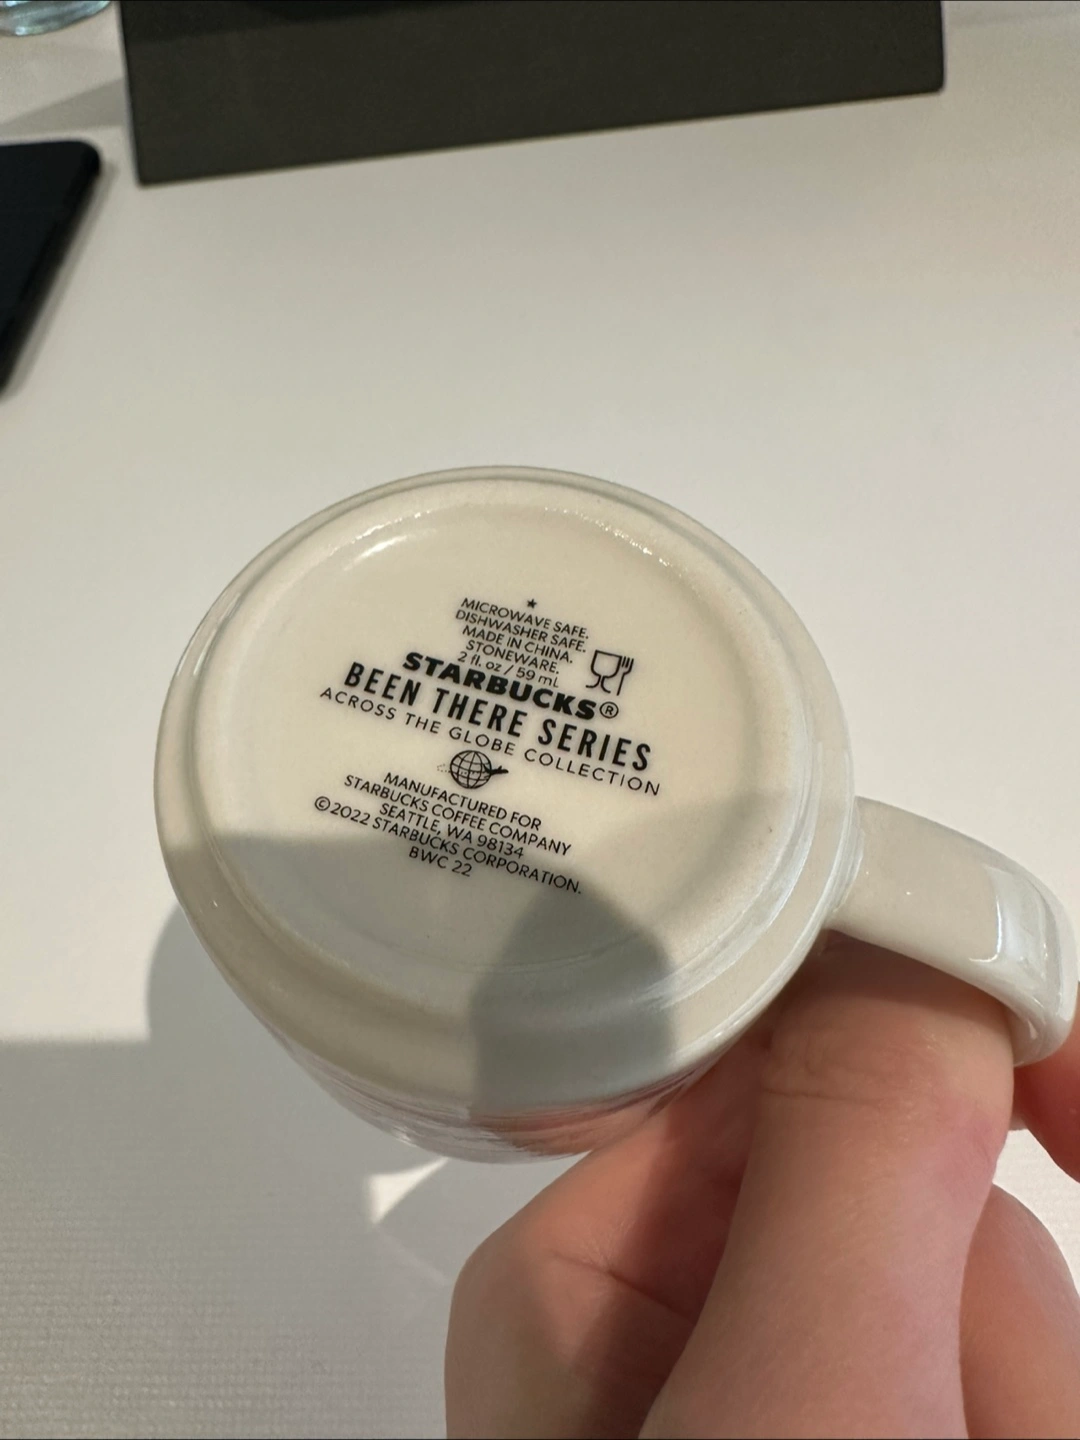 MICROWAVE SAFE.
DISHWASHER SAFE.
MADE IN CHINA.
STONEWARE.
2 fl. oz / 59 mL
STARBUCKS®
BEEN THERE SERIES
ACROSS THE GLOBE COLLECTION
MANUFACTURED FOR
STARBUCKS COFFEE COMPANY
SEATTLE, WA 98134
©2022 STARBUCKS CORPORATION.
BWC 22